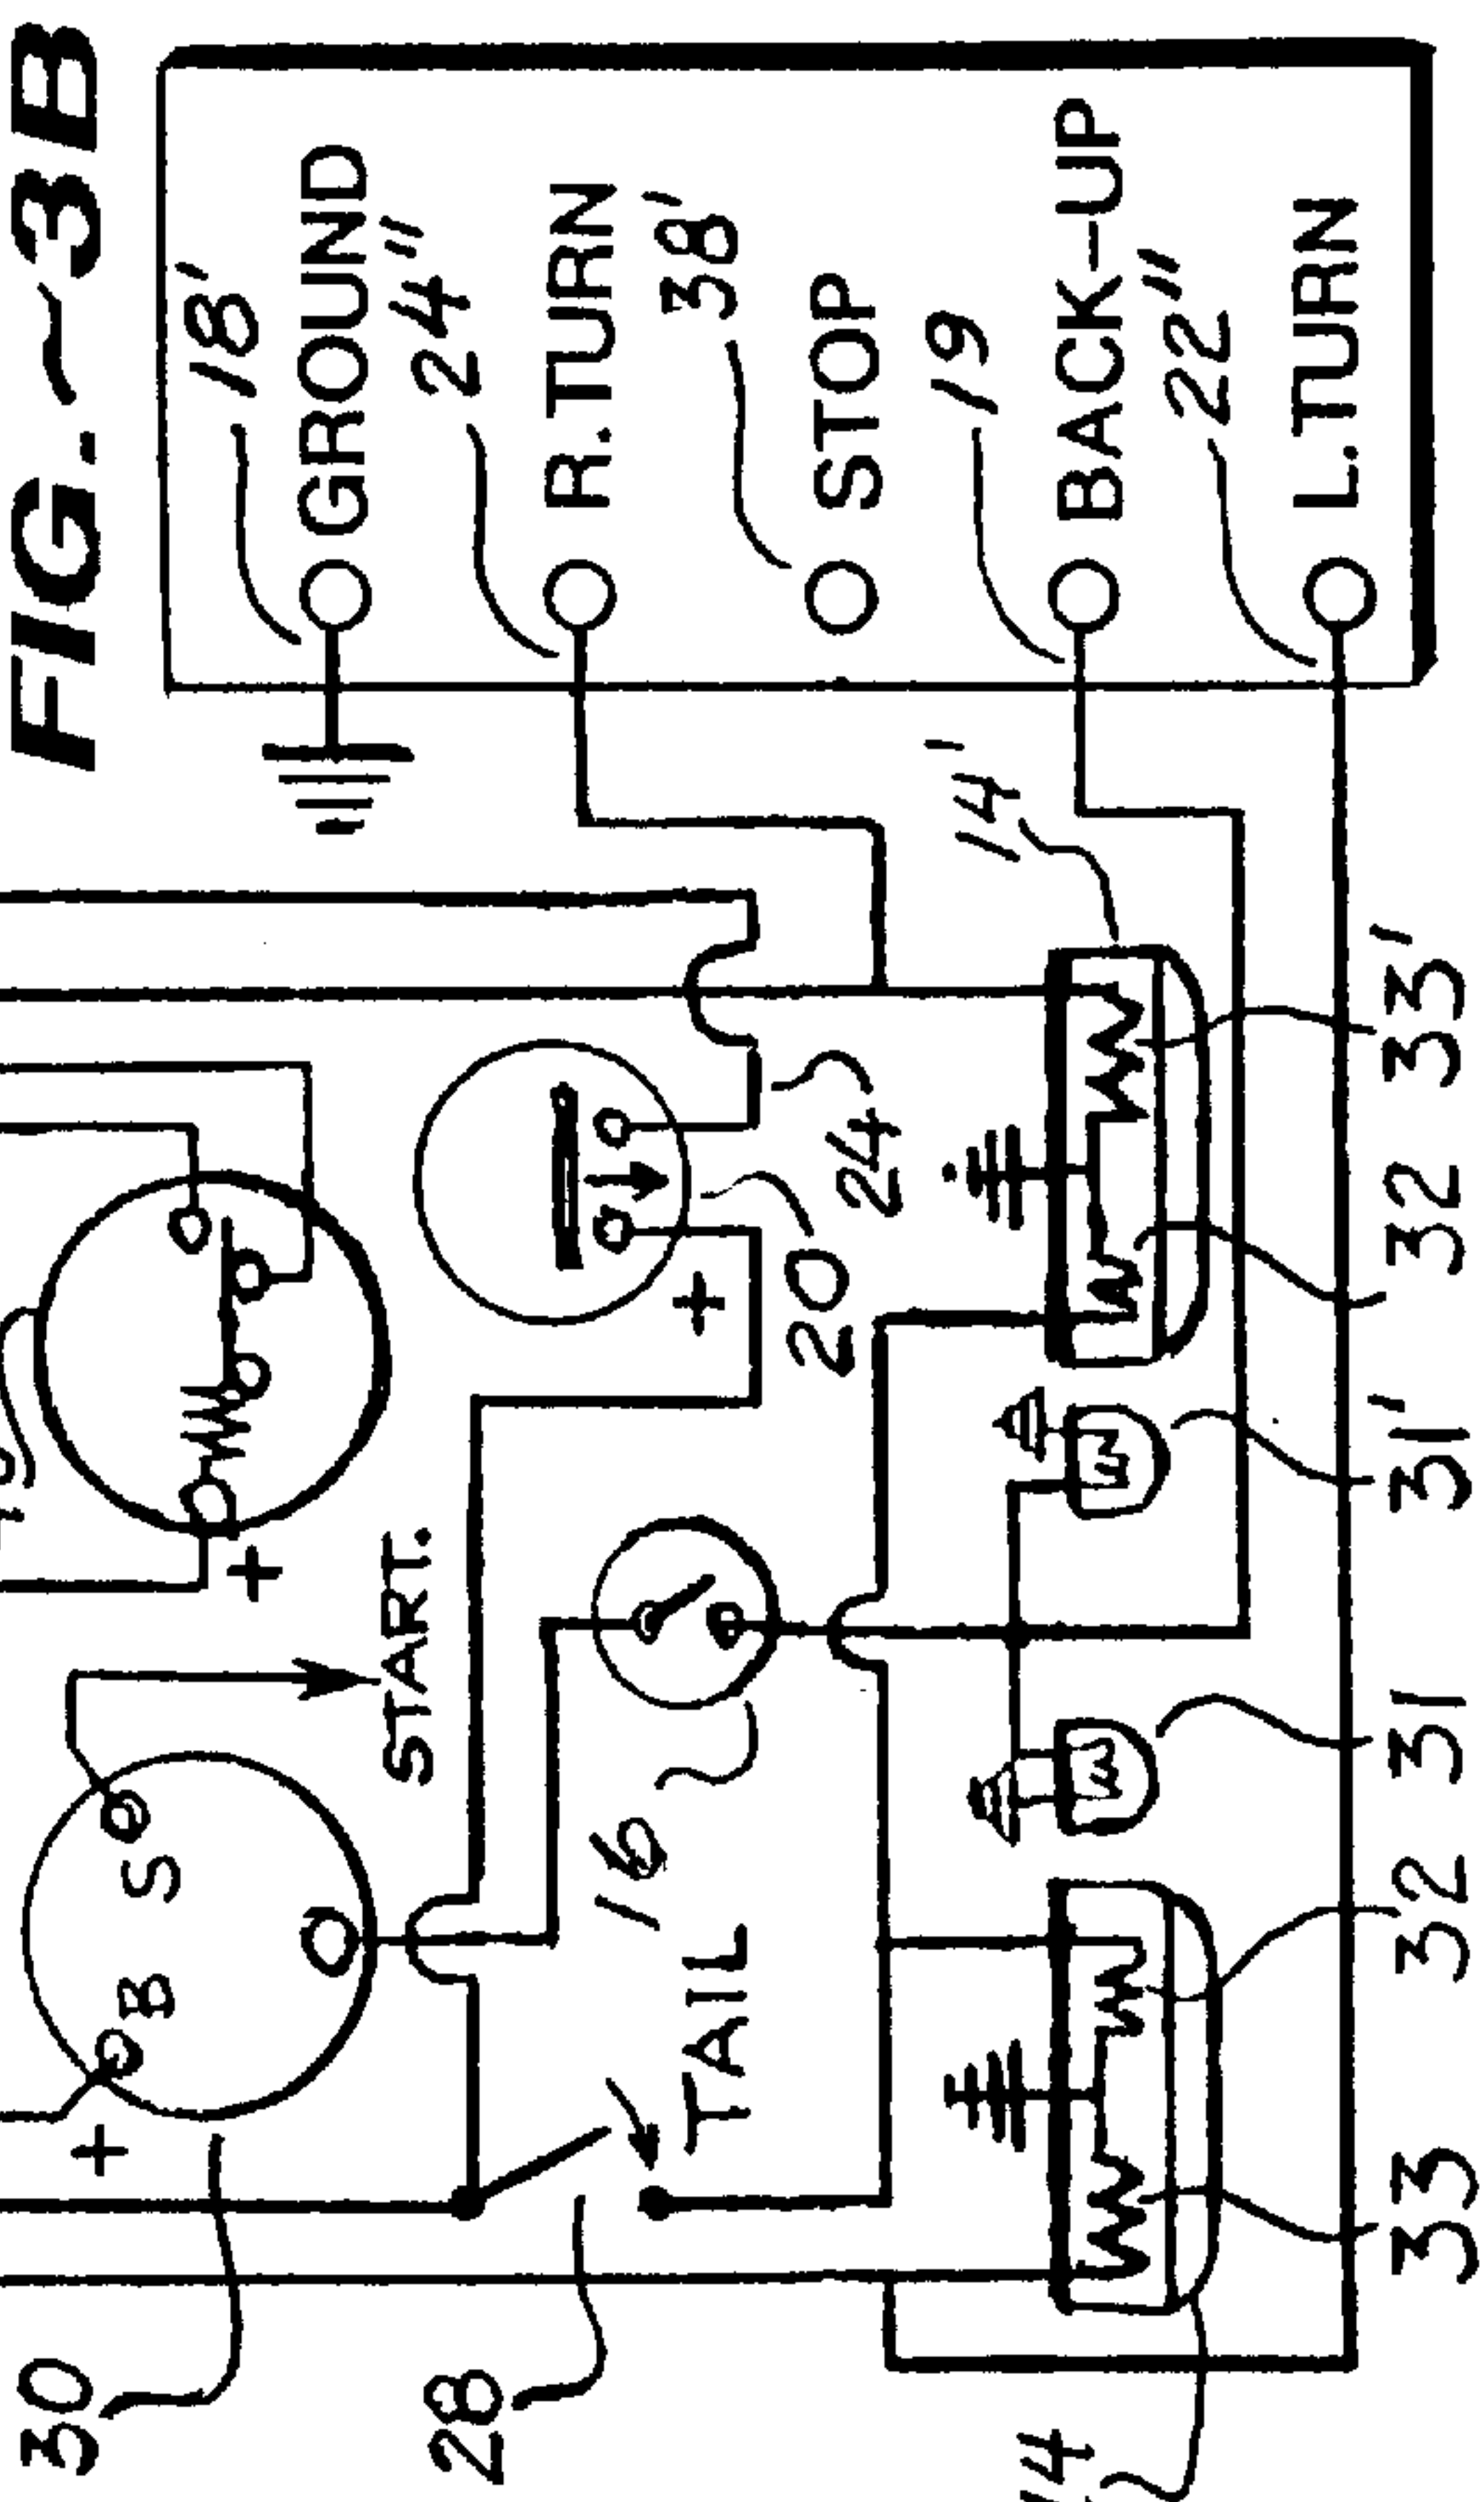 FIG.-3B
30
+
B S
18'
+
GROUND
START.
24"
28
R.TURN
16
38'
+
TAIL
20
STOP
24
19
14'
BACK-UP
22"
L.TURN
33 32 31 31' 32 33'